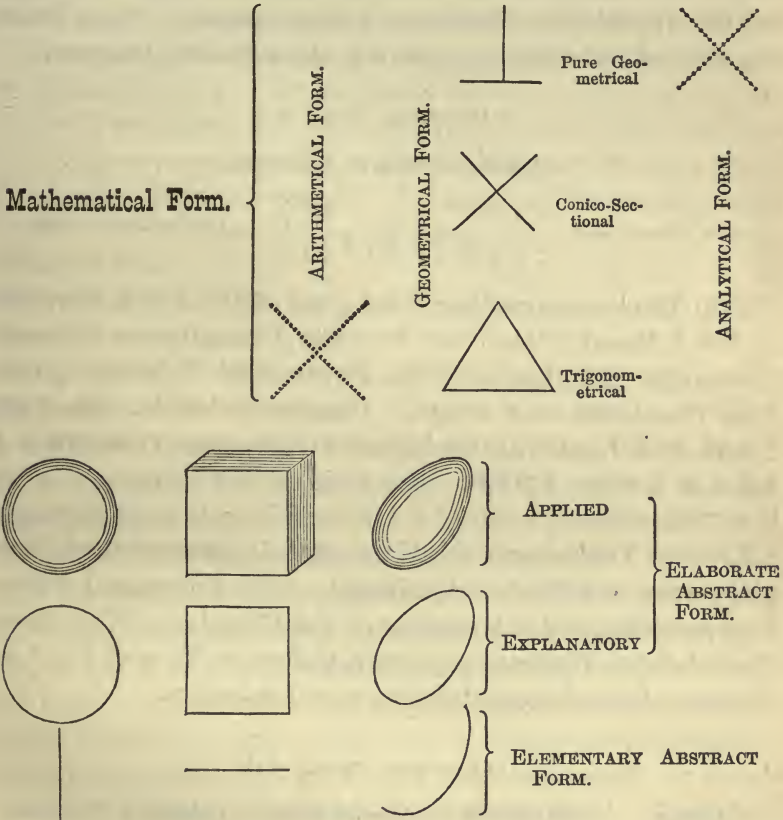 Mathematical Form.
ARITHMETICAL FORM.
GEOMETRICAL FORM.
Pure Geo-
metrical
Conico-Sec-
tional
Trigonom-
etrical
ANALYTICAL FORM.
APPLIED
EXPLANATORY
ELABORATE
ABSTRACT
FORM.
ELEMENTARY ABSTRACT
FORM.